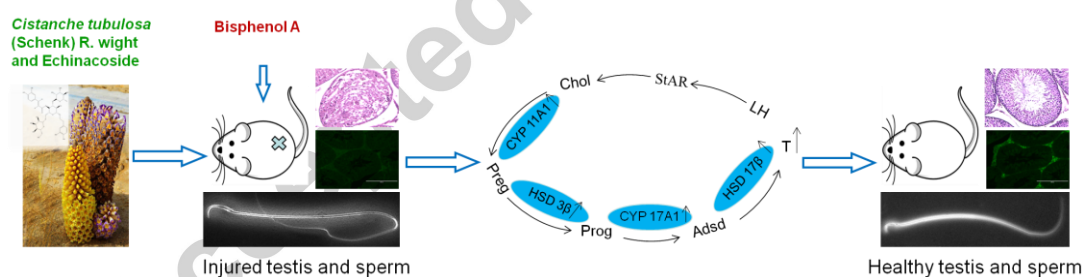 Cistanche tubulosa
(Schenk) R. wight
and Echinacoside
Bisphenol A
Injured testis and sperm
Chol
StAR
LH
T
CYP 11A1
Preg
HSD 3β
Prog
CYP 17A1
Adsd
HSD 17β
Healthy testis and sperm